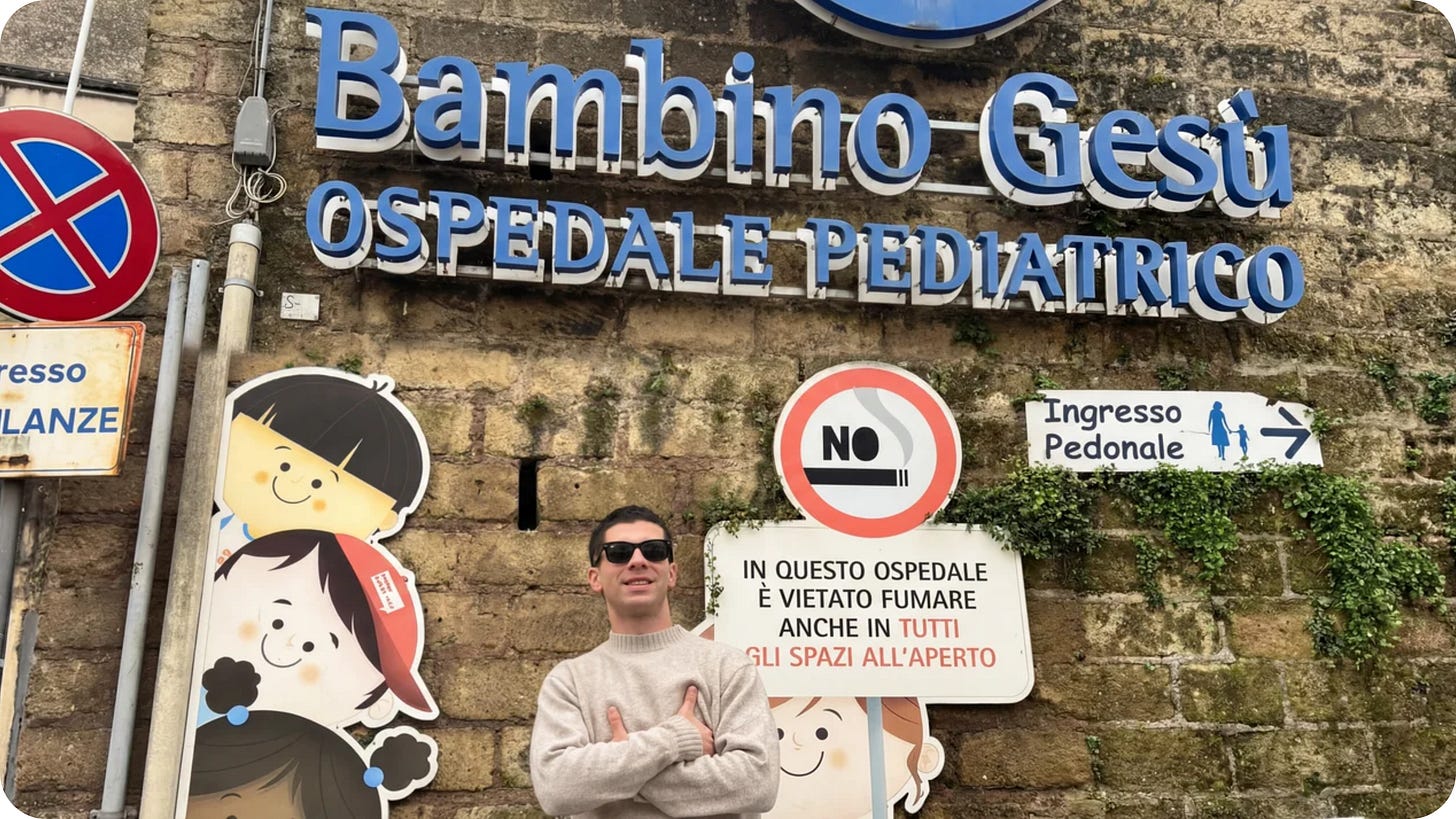 Bambino Gesù
OSPEDALE PEDIATRICO
S-
resso
LANZE
NO
Ingresso
Pedonale
IN QUESTO OSPEDALE
È VIETATO FUMARE
ANCHE IN TUTTI
GLI SPAZI ALL'APERTO